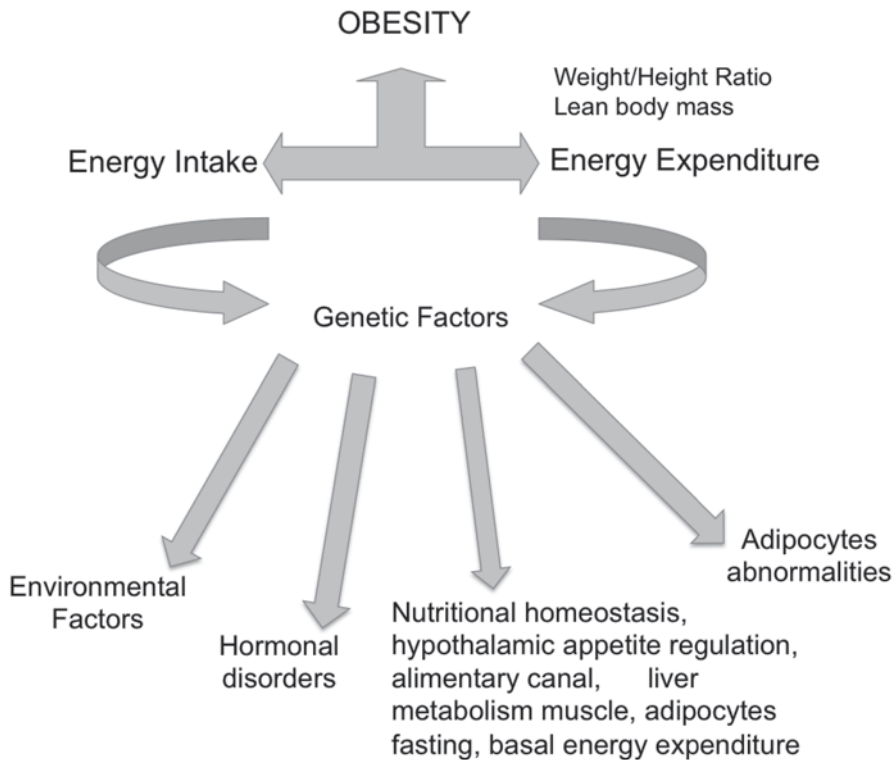 OBESITY
Weight/Height Ratio
Lean body mass
Energy Intake
Energy Expenditure
Genetic Factors
Environmental
Factors
Hormonal
disorders
Nutritional homeostasis,
hypothalamic appetite regulation,
alimentary canal, liver
metabolism muscle, adipocytes
fasting, basal energy expenditure
Adipocytes
abnormalities